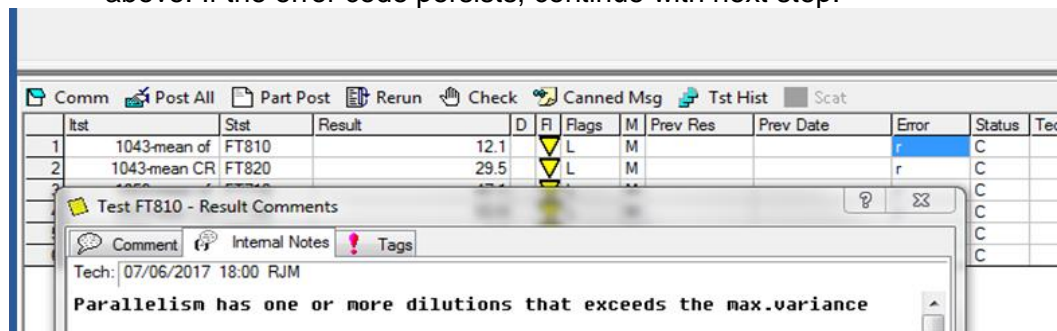 above. If the error code persists, continue with next step.
Comm Post All Part Post Rerun Check Canned Msg Tst Hist Scat
Itst Stst Result D Fl Flags M Prev Res Prev Date Error Status Tec
1 1043-mean of FT810 12.1 L M r C
2 1043-mean CR FT820 29.5 L M r C
C
Test FT810 - Result Comments
C
Comment Internal Notes Tags
C
C
Tech: 07/06/2017 18:00 RJM
Parallelism has one or more dilutions that exceeds the max.variance